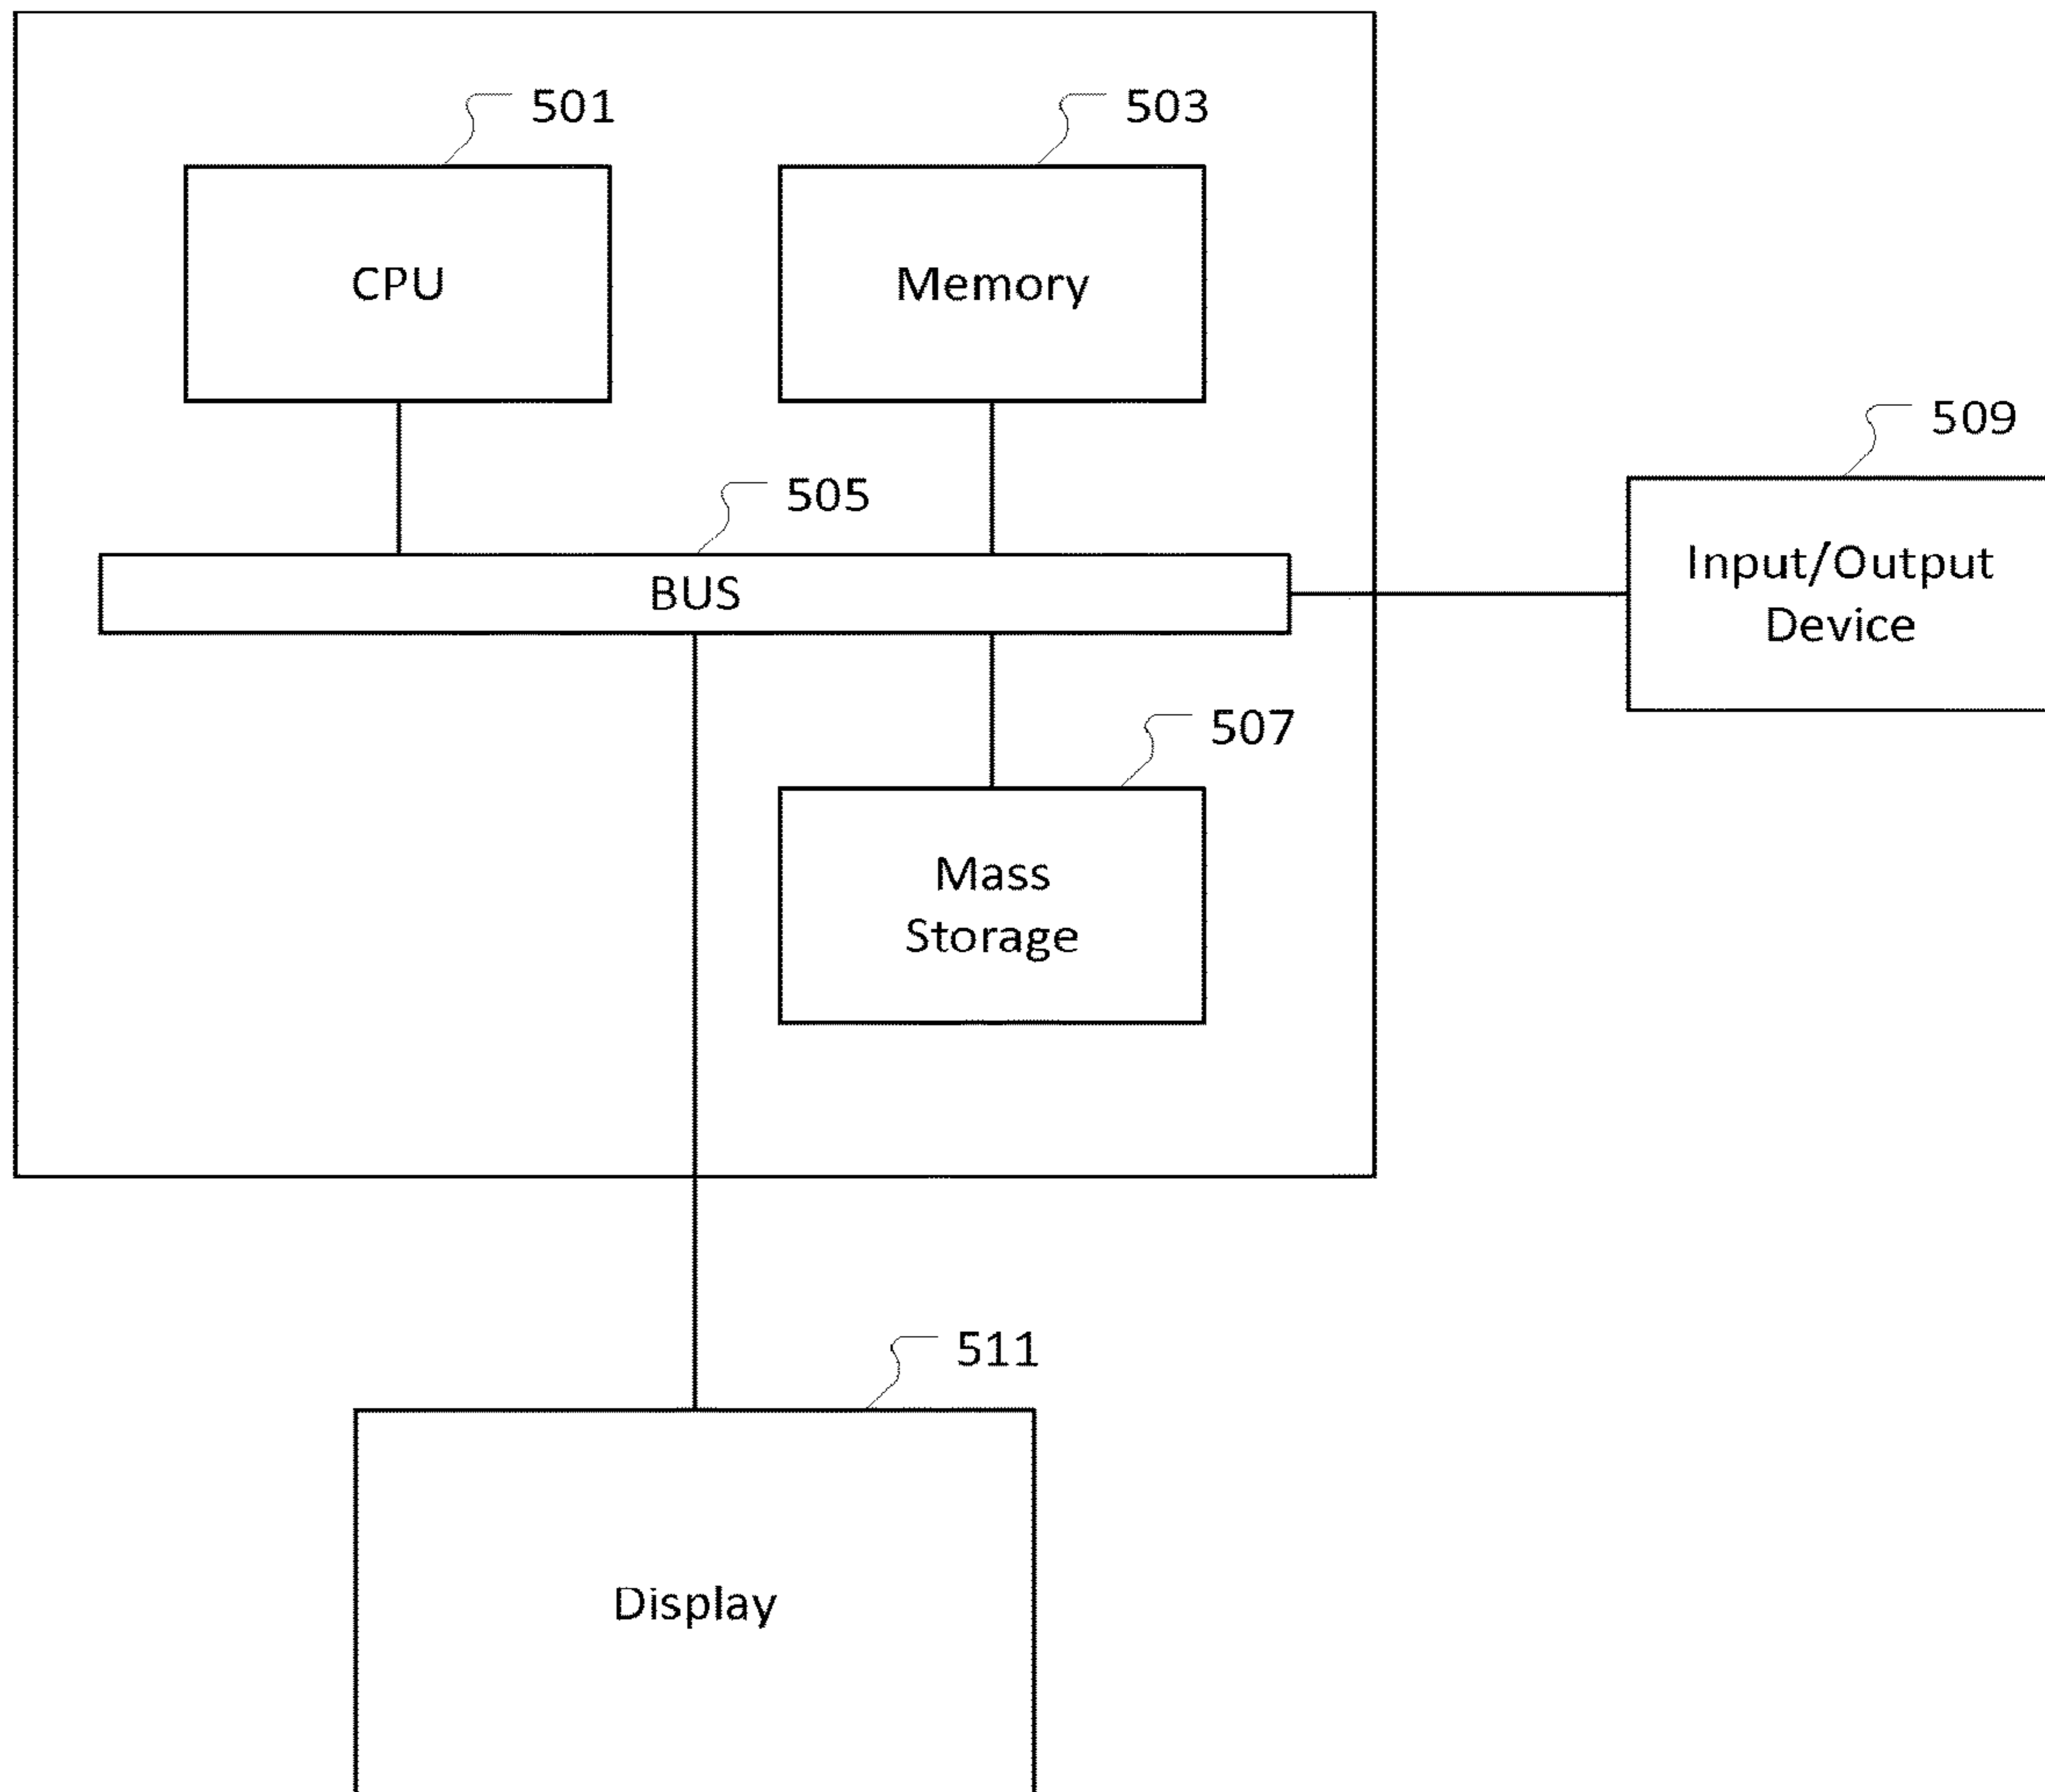 501
503
CPU
Memory
509
505
Input/Output
Device
BUS
507
Mass
Storage
511
Display